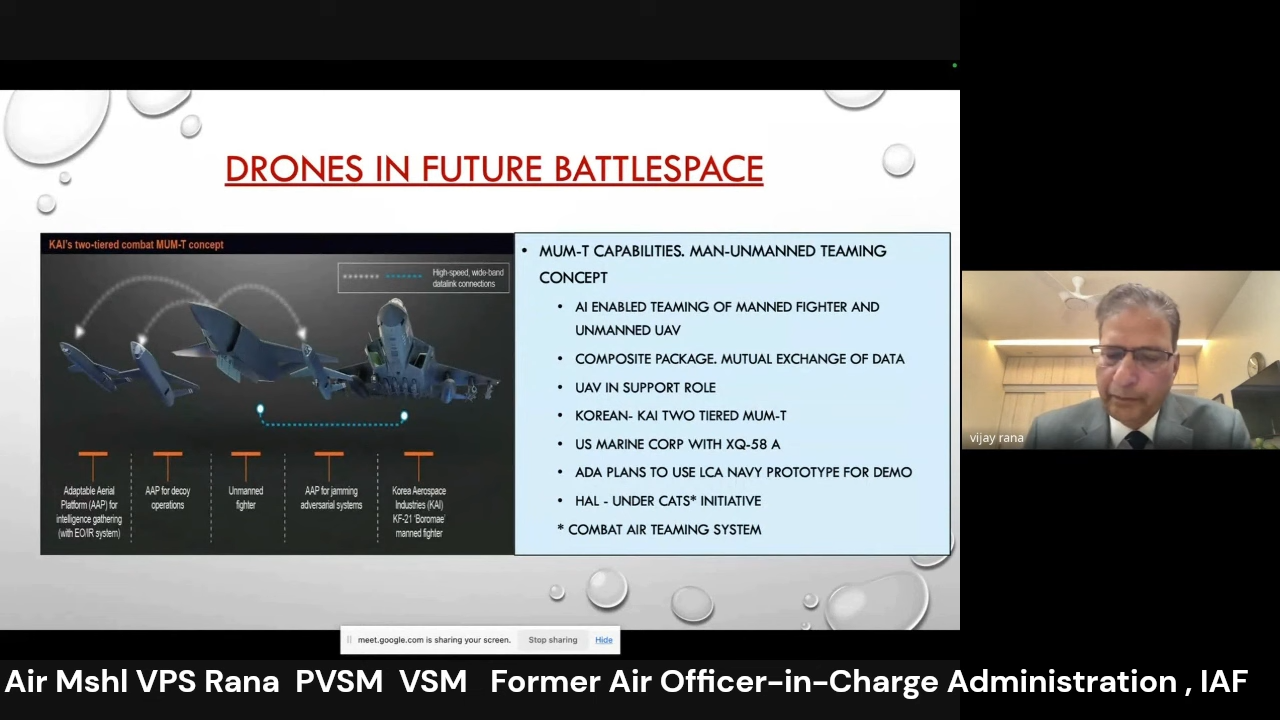 DRONES IN FUTURE BATTLESPACE
KAI's two-tiered combat MUM-T concept
High-speed, wide-band
datalink connections
Adaptable Aerial
Platform (AAP) for
intelligence gathering
(with EO/IR system)
AAP for decoy
operations
Unmanned
fighter
AAP for jamming
adversarial systems
Korea Aerospace
Industries (KAI)
KF-21 'Boromae'
manned fighter
• MUM-T CAPABILITIES. MAN-UNMANNED TEAMING
CONCEPT
• AI ENABLED TEAMING OF MANNED FIGHTER AND
UNMANNED UAV
• COMPOSITE PACKAGE. MUTUAL EXCHANGE OF DATA
• UAV IN SUPPORT ROLE
• KOREAN- KAI TWO TIERED MUM-T
• US MARINE CORP WITH XQ-58 A
• ADA PLANS TO USE LCA NAVY PROTOTYPE FOR DEMO
• HAL - UNDER CATS* INITIATIVE
* COMBAT AIR TEAMING SYSTEM
vijay rana
meet.google.com is sharing your screen. Stop sharing Hide
Air Mshl VPS Rana PVSM VSM Former Air Officer-in-Charge Administration , IAF